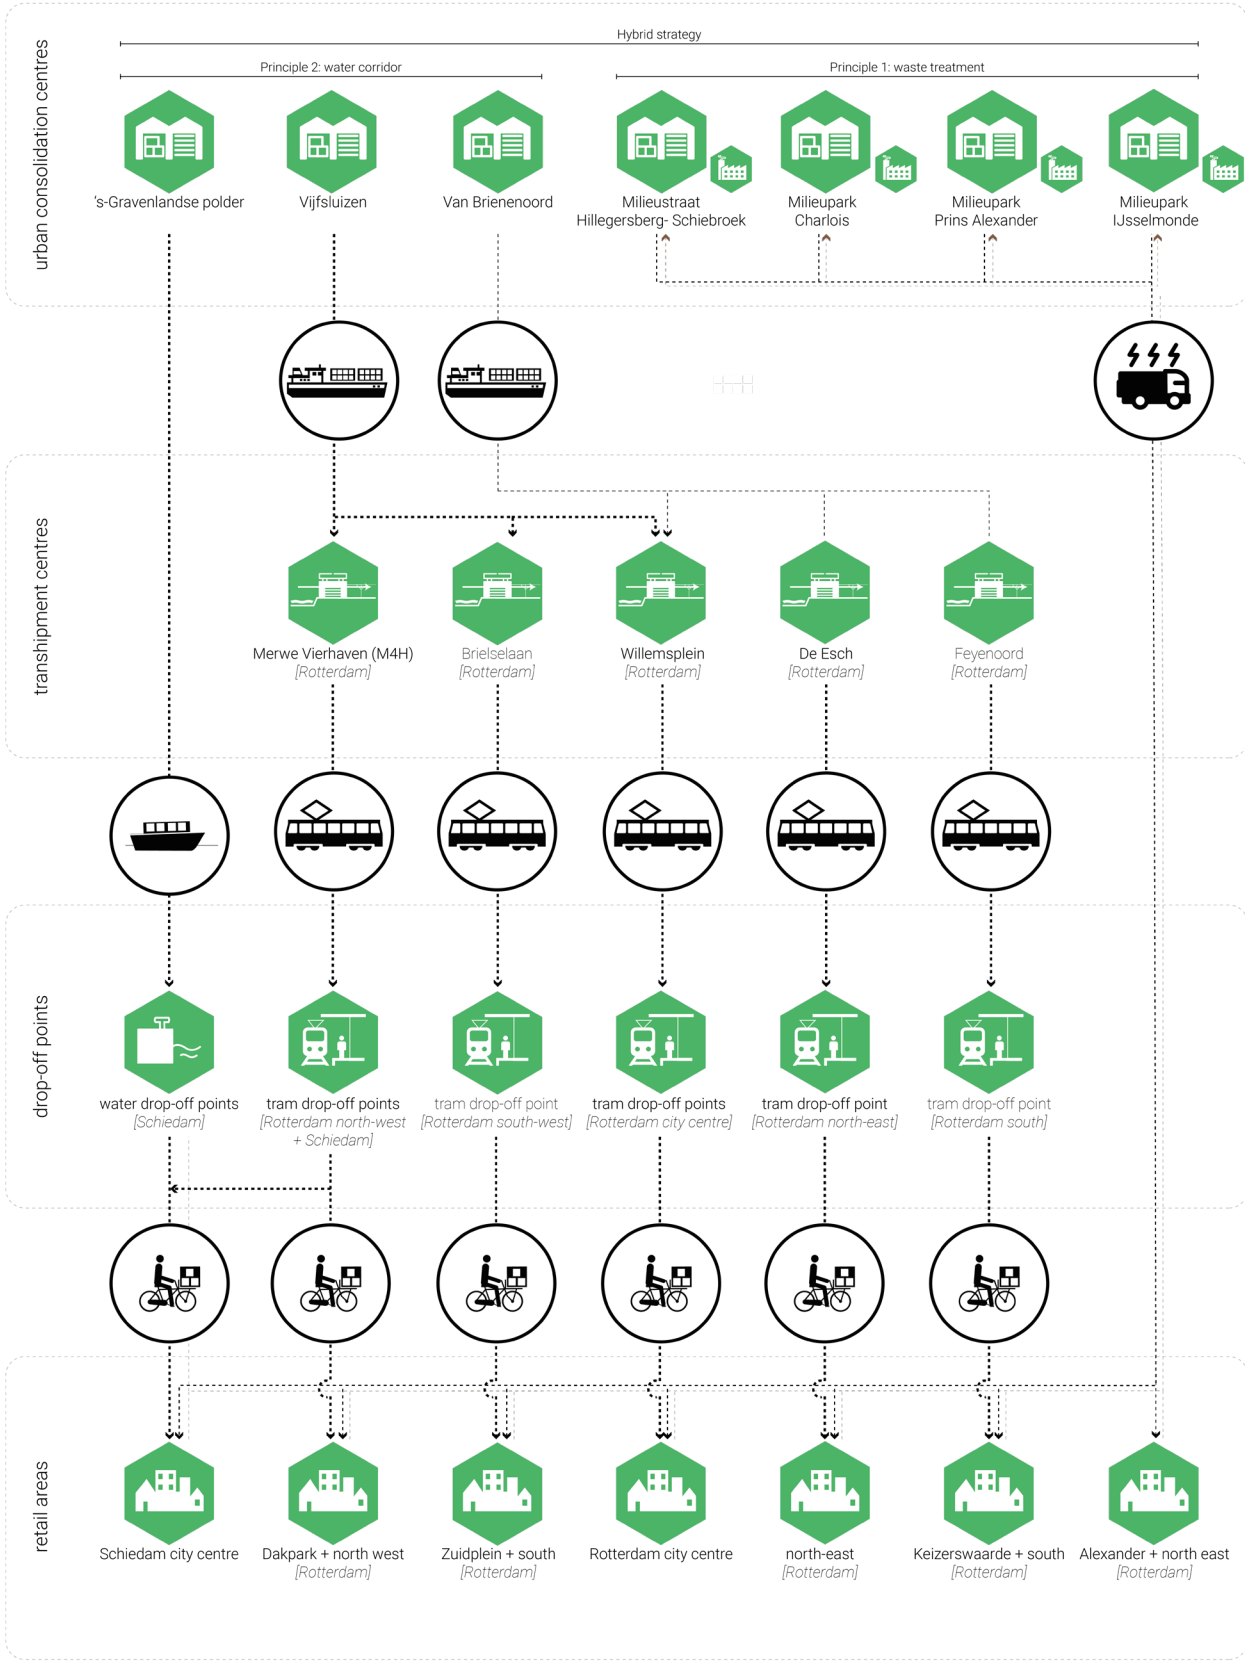 Hybrid strategy
Principle 2: water corridor
Principle 1: waste treatment
urban consolidation centres
's-Gravenlandse polder
Vijfsluizen
Van Brienenoord
Milieustraat
Hillegersberg- Schiebroek
Milieupark
Charlois
Milieupark
Prins Alexander
Milieupark
IJsselmonde
transhipment centres
Merwe Vierhaven (M4H)
[Rotterdam]
Brielselaan
[Rotterdam]
Willemsplein
[Rotterdam]
De Esch
[Rotterdam]
Feyenoord
[Rotterdam]
drop-off points
water drop-off points
[Schiedam]
tram drop-off points
[Rotterdam north-west
+ Schiedam]
tram drop-off point
[Rotterdam south-west]
tram drop-off points
[Rotterdam city centre]
tram drop-off point
[Rotterdam north-east]
tram drop-off point
[Rotterdam south]
retail areas
Schiedam city centre
Dakpark + north west
[Rotterdam]
Zuidplein + south
[Rotterdam]
Rotterdam city centre
north-east
[Rotterdam]
Keizerswaarde + south
[Rotterdam]
Alexander + north east
[Rotterdam]